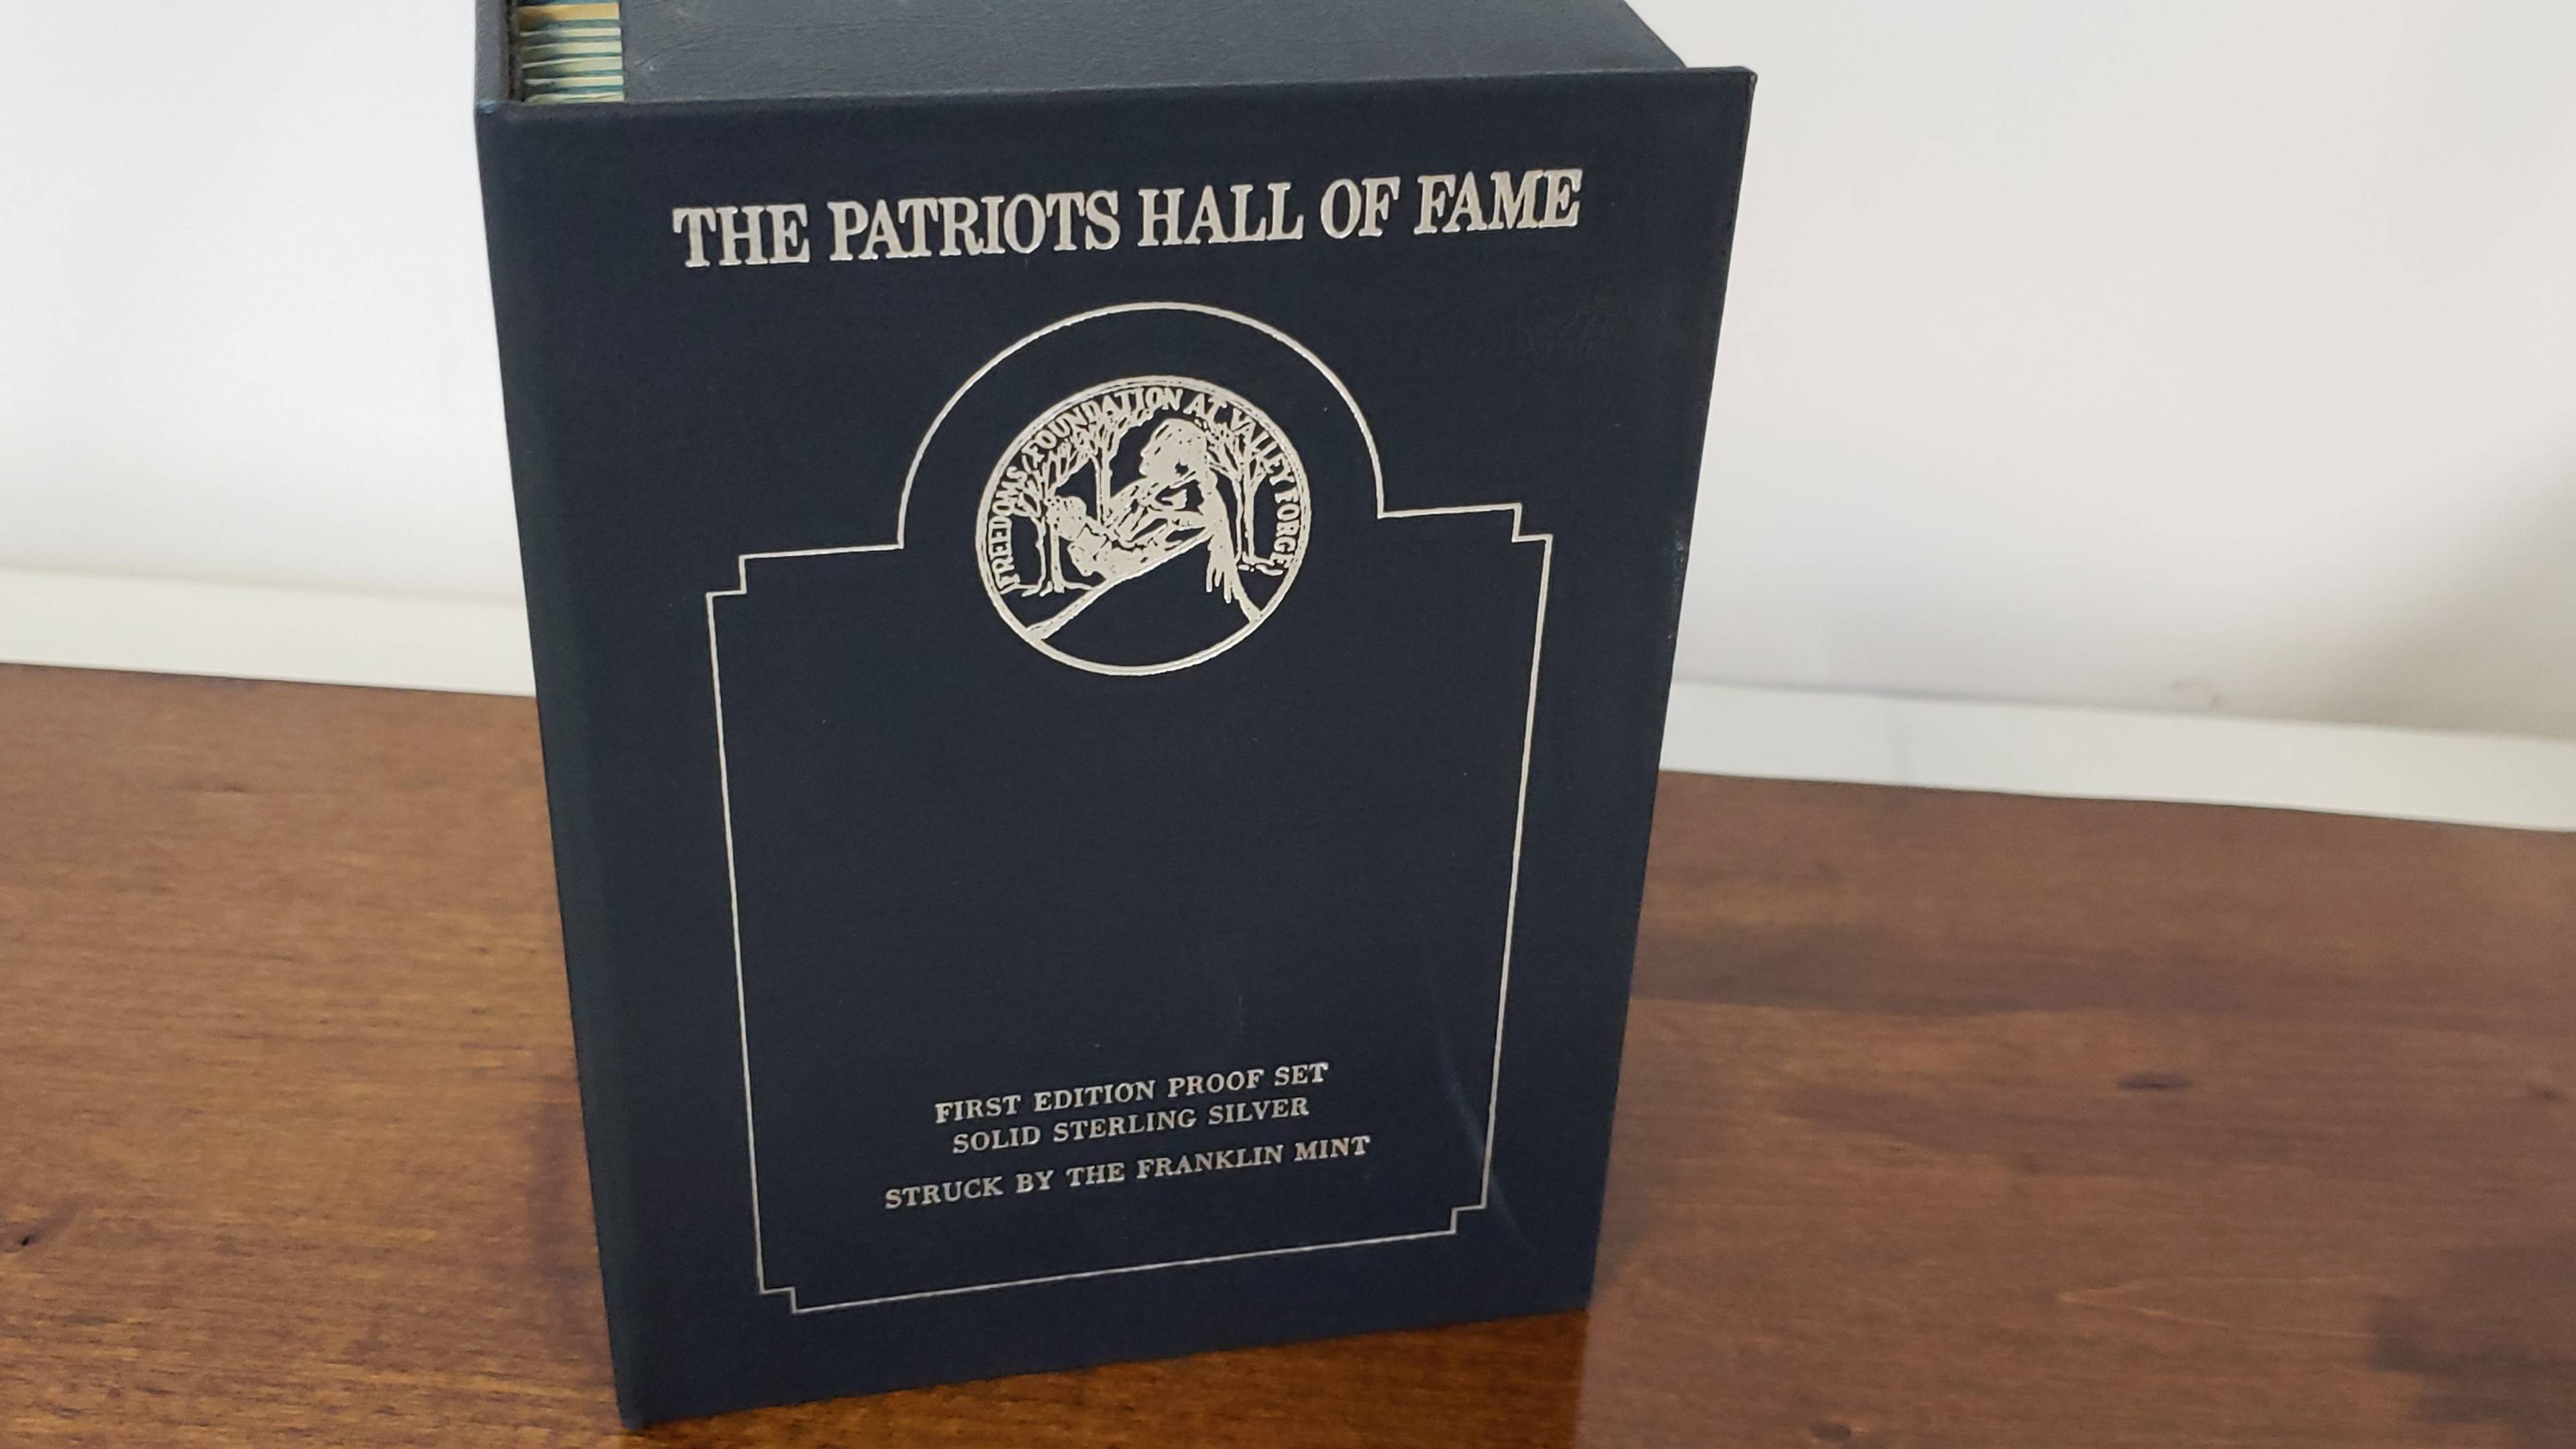 THE PATRIOTS HALL OF FAME
FREEDOMS FOUNDATION AT VALLEY FORGE
FIRST EDITION PROOF SET
SOLID STERLING SILVER
STRUCK BY THE FRANKLIN MINT